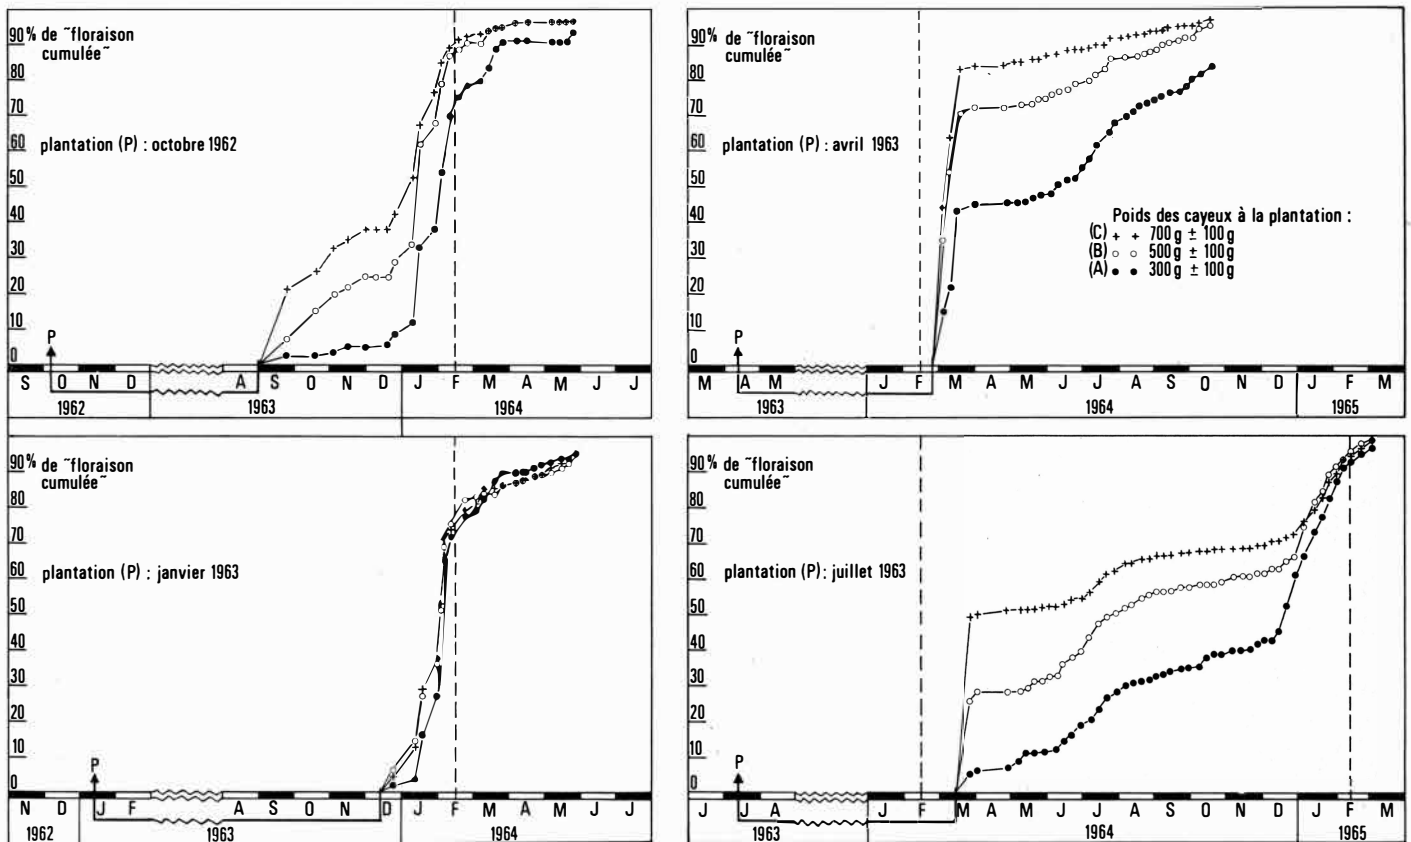 90% de ˜floraison
cumulée˜
80
70
60
plantation (P) : octobre 1962
50
40
30
20
10
P
0
S O N D A S O N D J F M A M J J
1962 1963 1964
90% de ˜floraison
cumulée˜
80
70
60
plantation (P) : avril 1963
50
40
30
20
10
Poids des cayeux à la plantation :
(C) + + 700 g ± 100 g
(B) ○ ○ 500 g ± 100 g
(A) ● ● 300 g ± 100 g
P
0
M A M J F M A M J J A S O N D J F M
1963 1964 1965
90% de ˜floraison
cumulée˜
80
70
60
plantation (P) : janvier 1963
50
40
30
20
10
P
0
N D J F A S O N D J F M A M J J
1962 1963 1964
90% de ˜floraison
cumulée˜
80
70
60
plantation (P) : juillet 1963
50
40
30
20
10
P
0
J J A J F M A M J J A S O N D J F M
1963 1964 1965